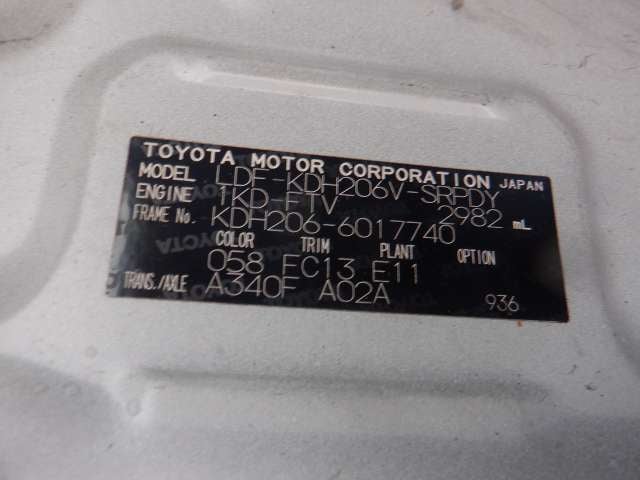 TOYOTA MOTOR CORPORATION JAPAN
MODEL LDF-KDH206V-SRPDY
ENGINE 1KD-FTV 2982 mL
FRAME No. KDH206-6017740
COLOR TRIM PLANT OPTION
058 FC13 E11
TRANS./AXLE A340F A02A
936